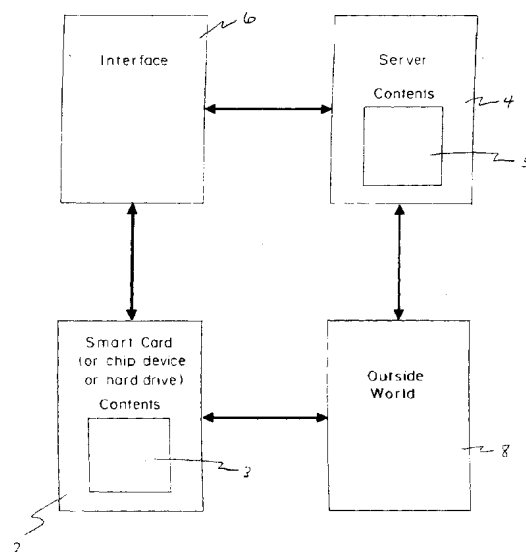 6
Interface
Server
Contents
4
5
Smart Card
(or chip device
or hard drive)
Contents
3
2
Outside
World
8